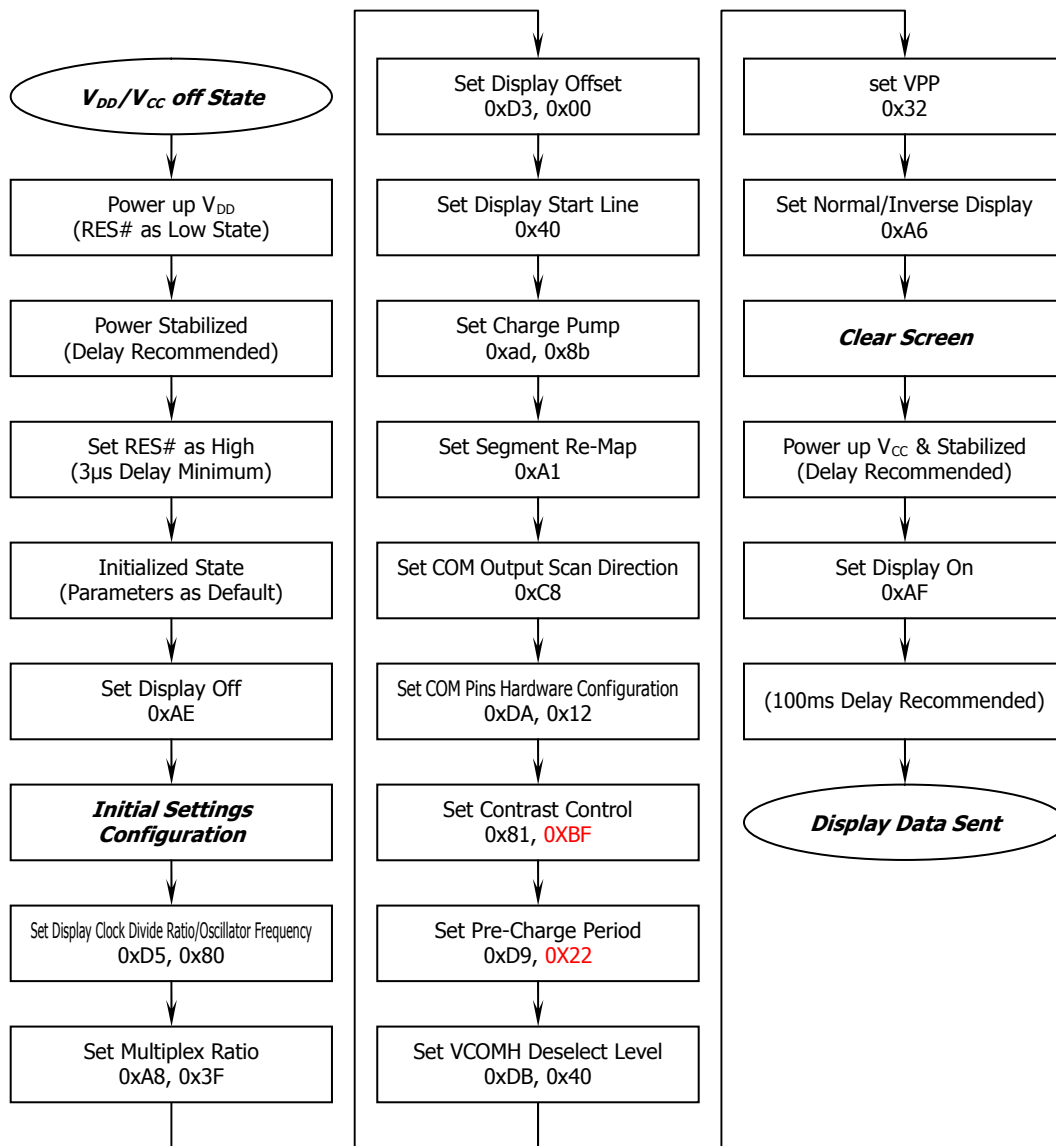 V_DD/V_CC off State
Power up V_DD
(RES# as Low State)
Power Stabilized
(Delay Recommended)
Set RES# as High
(3µs Delay Minimum)
Initialized State
(Parameters as Default)
Set Display Off
0xAE
Initial Settings
Configuration
Set Display Clock Divide Ratio/Oscillator Frequency
0xD5, 0x80
Set Multiplex Ratio
0xA8, 0x3F
Set Display Offset
0xD3, 0x00
Set Display Start Line
0x40
Set Charge Pump
0xad, 0x8b
Set Segment Re-Map
0xA1
Set COM Output Scan Direction
0xC8
Set COM Pins Hardware Configuration
0xDA, 0x12
Set Contrast Control
0x81, 0XBF
Set Pre-Charge Period
0xD9, 0X22
Set VCOMH Deselect Level
0xDB, 0x40
set VPP
0x32
Set Normal/Inverse Display
0xA6
Clear Screen
Power up V_CC & Stabilized
(Delay Recommended)
Set Display On
0xAF
(100ms Delay Recommended)
Display Data Sent